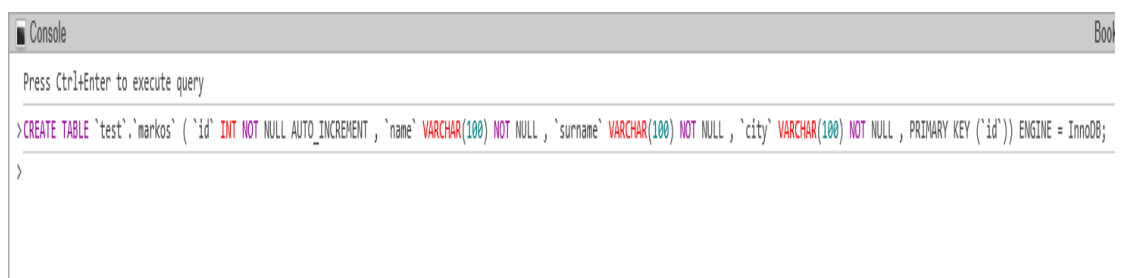 Console Book
Press Ctrl+Enter to execute query
>CREATE TABLE `test`.`markos` ( `id` INT NOT NULL AUTO_INCREMENT , `name` VARCHAR(100) NOT NULL , `surname` VARCHAR(100) NOT NULL , `city` VARCHAR(100) NOT NULL , PRIMARY KEY (`id`)) ENGINE = InnoDB;
>